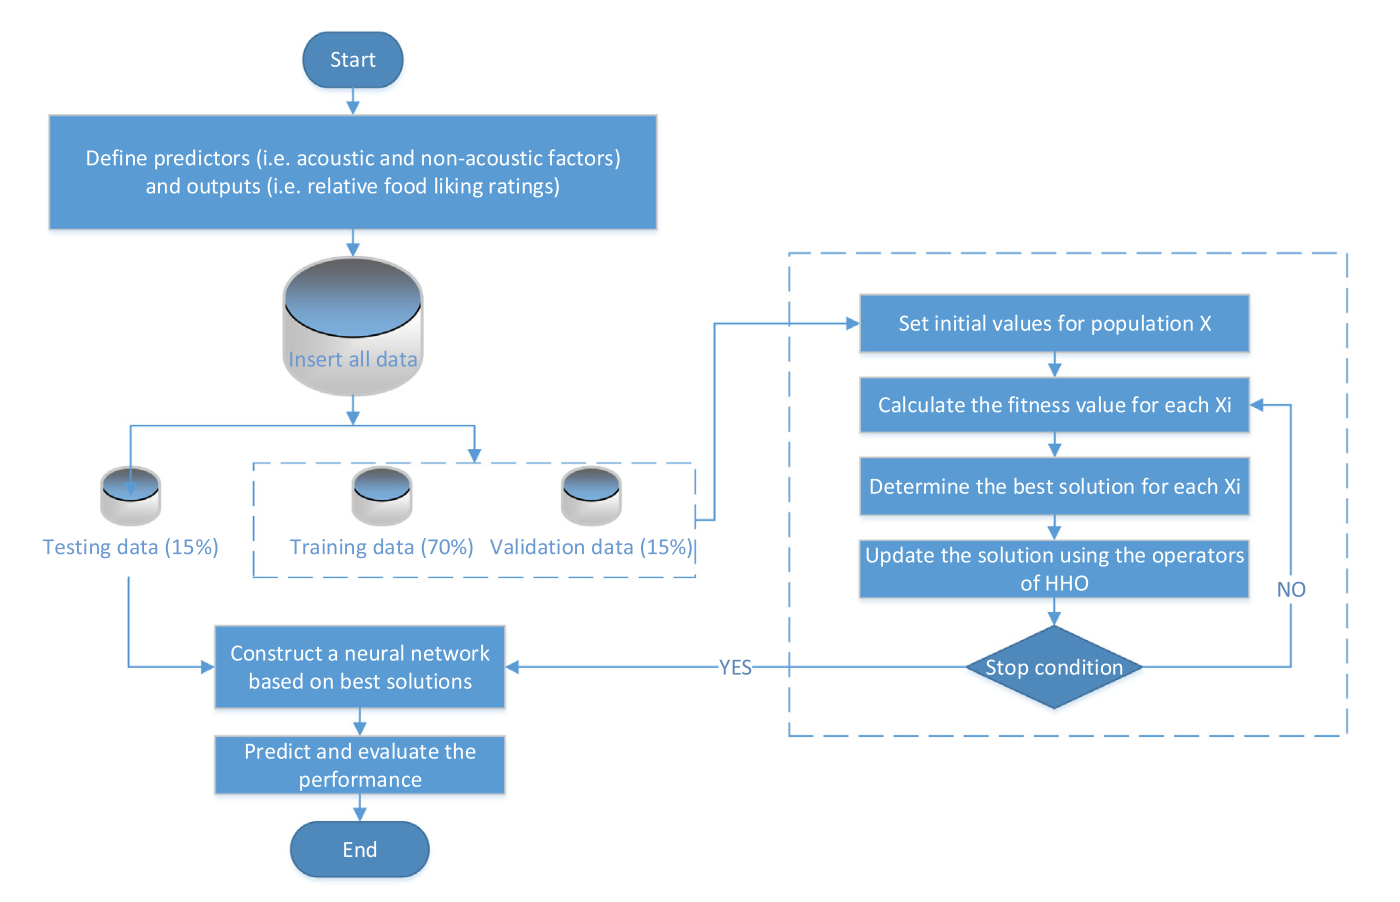 Start
Define predictors (i.e. acoustic and non-acoustic factors)
and outputs (i.e. relative food liking ratings)
Insert all data
Testing data (15%)
Training data (70%)
Validation data (15%)
Set initial values for population X
Calculate the fitness value for each Xi
Determine the best solution for each Xi
Update the solution using the operators
of HHO
NO
Stop condition
YES
Construct a neural network
based on best solutions
Predict and evaluate the
performance
End